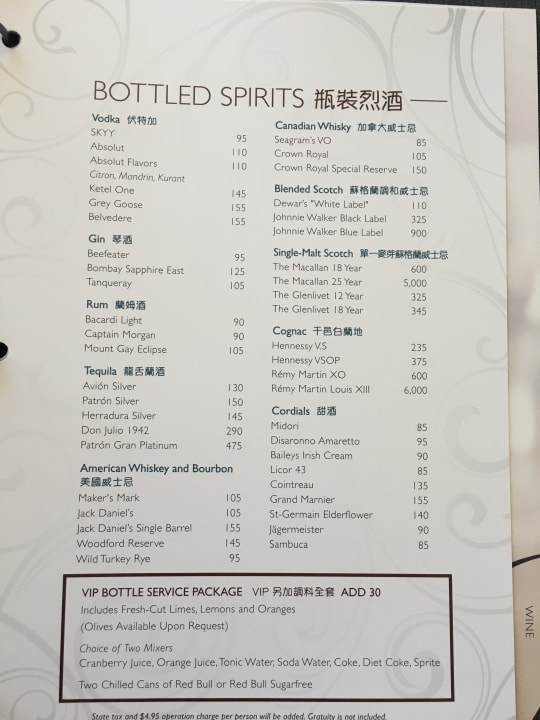 BOTTLED SPIRITS 瓶裝烈酒
Vodka 伏特加
SKYY 95
Absolut 110
Absolut Flavors 110
Citron, Mandrin, Kurant
Ketel One 145
Grey Goose 155
Belvedere 155
Gin 琴酒
Beefeater 95
Bombay Sapphire East 125
Tanqueray 105
Rum 蘭姆酒
Bacardi Light 90
Captain Morgan 90
Mount Gay Eclipse 105
Tequila 龍舌蘭酒
Avión Silver 130
Patrón Silver 150
Herradura Silver 145
Don Julio 1942 290
Patrón Gran Platinum 475
American Whiskey and Bourbon
美國威士忌
Maker's Mark 105
Jack Daniel's 105
Jack Daniel's Single Barrel 155
Woodford Reserve 145
Wild Turkey Rye 95
Canadian Whisky 加拿大威士忌
Seagram's VO 85
Crown Royal 105
Crown Royal Special Reserve 150
Blended Scotch 蘇格蘭調和威士忌
Dewar's "White Label" 110
Johnnie Walker Black Label 325
Johnnie Walker Blue Label 900
Single-Malt Scotch 單一麥芽蘇格蘭威士忌
The Macallan 18 Year 600
The Macallan 25 Year 5,000
The Glenlivet 12 Year 325
The Glenlivet 18 Year 345
Cognac 干邑白蘭地
Hennessy V.S 235
Hennessy VSOP 375
Rémy Martin XO 600
Rémy Martin Louis XIII 6,000
Cordials 甜酒
Midori 85
Disaronno Amaretto 95
Baileys Irish Cream 90
Licor 43 85
Cointreau 135
Grand Marnier 155
St-Germain Elderflower 140
Jägermeister 90
Sambuca 85
VIP BOTTLE SERVICE PACKAGE VIP 另加調料全套 ADD 30
Includes Fresh-Cut Limes, Lemons and Oranges
(Olives Available Upon Request)
Choice of Two Mixers
Cranberry Juice, Orange Juice, Tonic Water, Soda Water, Coke, Diet Coke, Sprite
Two Chilled Cans of Red Bull or Red Bull Sugarfree
State tax and $4.95 operation charge per person will be added. Gratuity is not included.
WINE